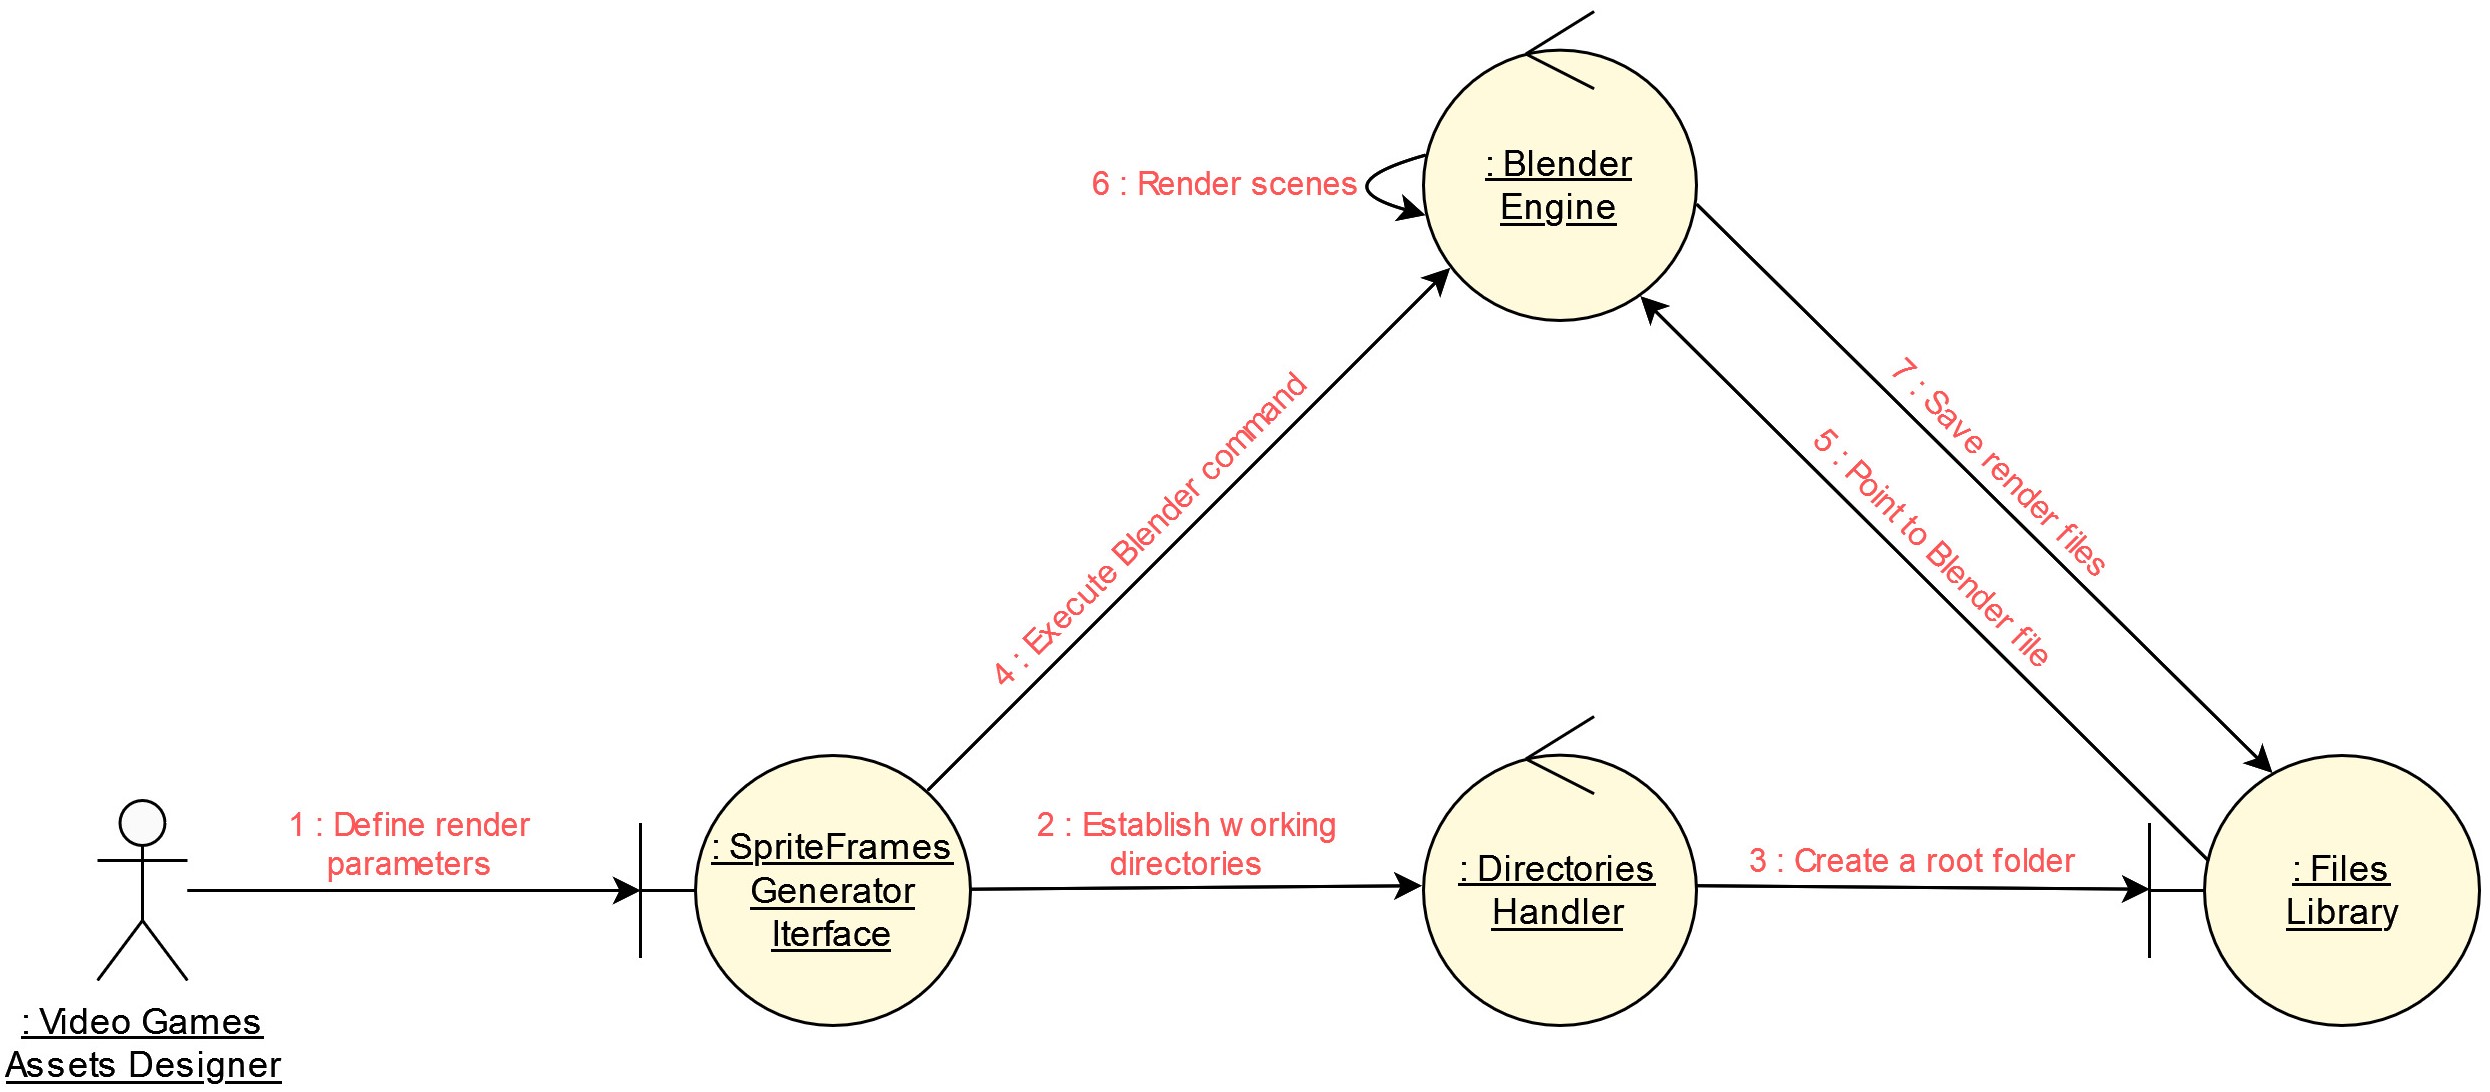 : Blender
Engine
6 : Render scenes
7 : Save render files
5 : Point to Blender file
4 : Execute Blender command
1 : Define render
parameters
: SpriteFrames
Generator
Iterface
2 : Establish working
directories
: Directories
Handler
3 : Create a root folder
: Files
Library
: Video Games
Assets Designer